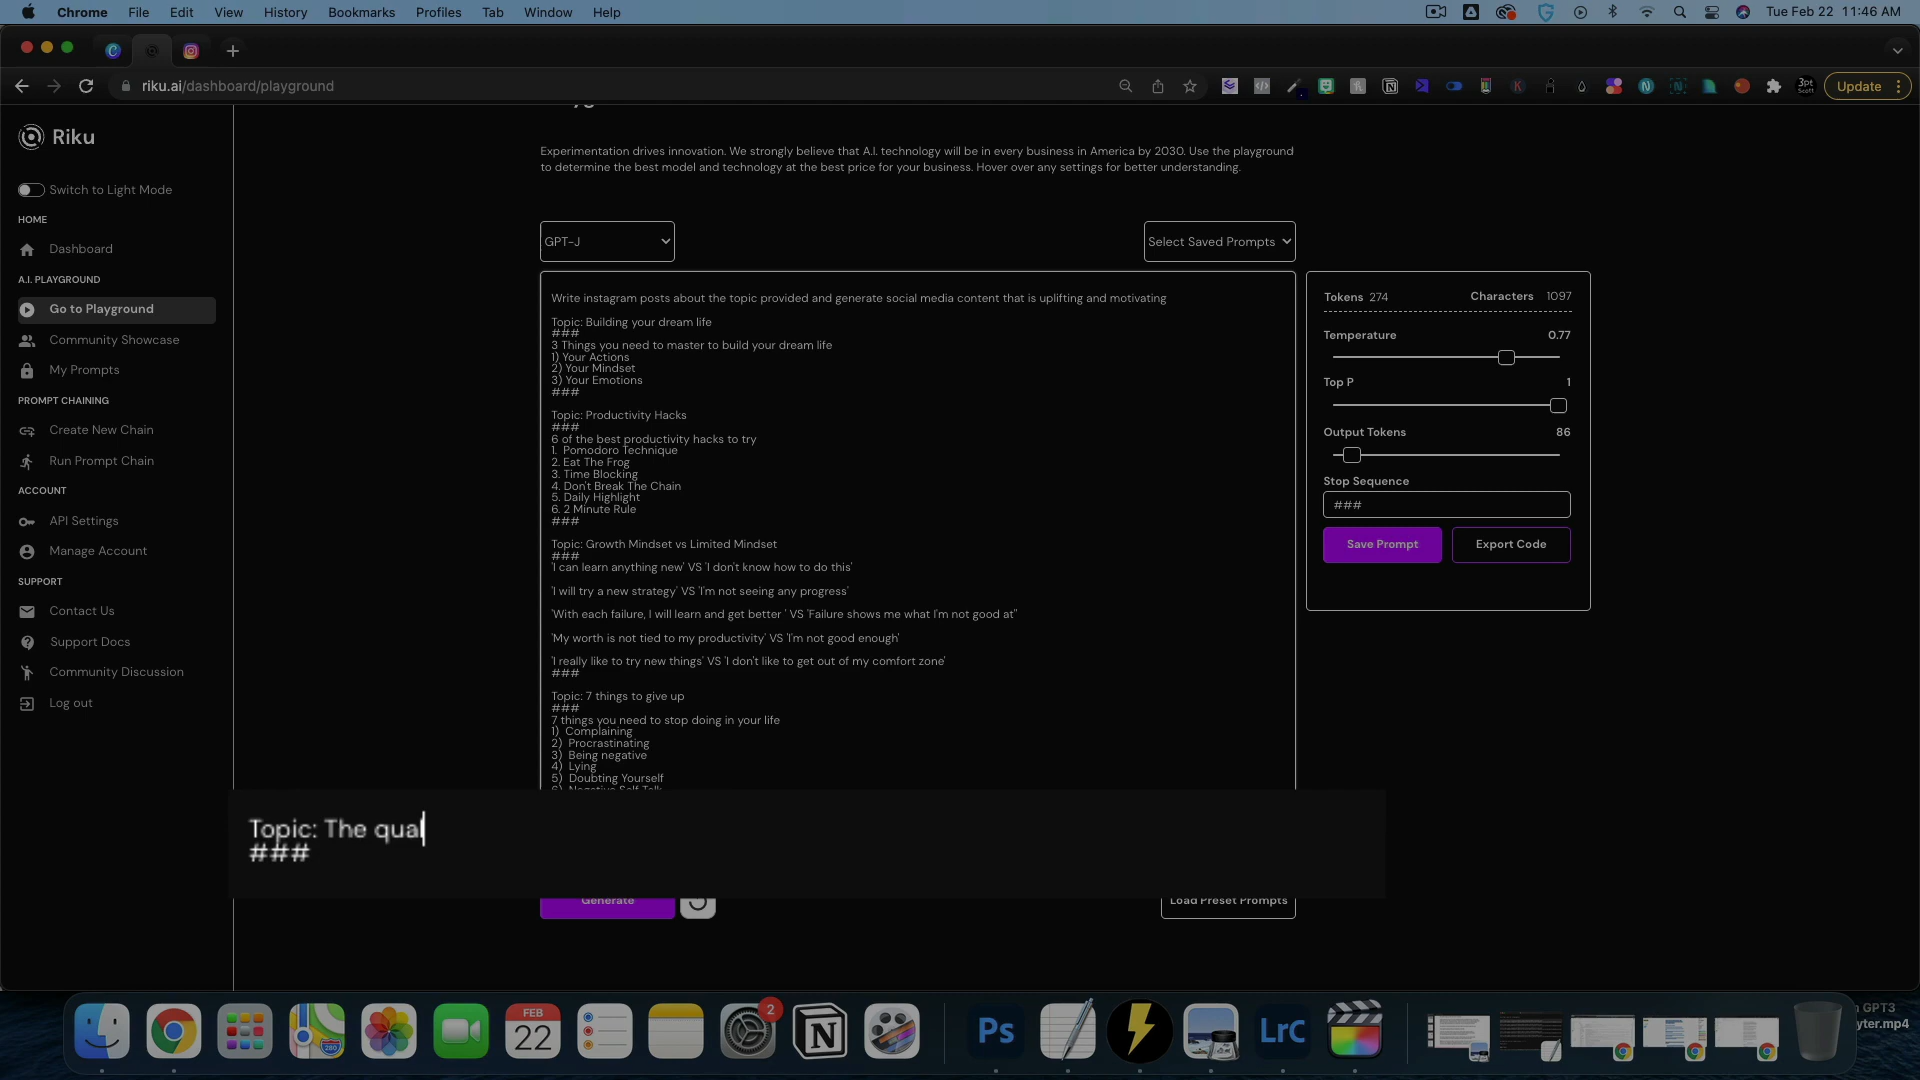 Chrome File Edit View History Bookmarks Profiles Tab Window Help
Tue Feb 22 11:46 AM
riku.ai/dashboard/playground
Update
Riku
Switch to Light Mode
HOME
Dashboard
A.I. PLAYGROUND
Go to Playground
Community Showcase
My Prompts
PROMPT CHAINING
Create New Chain
Run Prompt Chain
ACCOUNT
API Settings
Manage Account
SUPPORT
Contact Us
Support Docs
Community Discussion
Log out
Experimentation drives innovation. We strongly believe that A.I. technology will be in every business in America by 2030. Use the playground
to determine the best model and technology at the best price for your business. Hover over any settings for better understanding.
GPT-J
Select Saved Prompts
Write instagram posts about the topic provided and generate social media content that is uplifting and motivating
Topic: Building your dream life
###
3 Things you need to master to build your dream life
1) Your Actions
2) Your Mindset
3) Your Emotions
###
Topic: Productivity Hacks
###
6 of the best productivity hacks to try
1. Pomodoro Technique
2. Eat The Frog
3. Time Blocking
4. Don't Break The Chain
5. Daily Highlight
6. 2 Minute Rule
###
Topic: Growth Mindset vs Limited Mindset
###
'I can learn anything new' VS 'I don't know how to do this'
'I will try a new strategy' VS 'I'm not seeing any progress'
'With each failure, I will learn and get better ' VS 'Failure shows me what I'm not good at"
'My worth is not tied to my productivity' VS 'I'm not good enough'
'I really like to try new things' VS 'I don't like to get out of my comfort zone'
###
Topic: 7 things to give up
###
7 things you need to stop doing in your life
1) Complaining
2) Procrastinating
3) Being negative
4) Lying
5) Doubting Yourself
6) Negative Self Talk
Topic: The qual
###
Generate
Load Preset Prompts
Tokens 274 Characters 1097
Temperature 0.77
Top P 1
Output Tokens 86
Stop Sequence
###
Save Prompt
Export Code
FEB
22
2
Ps
LrC
GPT3
yter.mp4